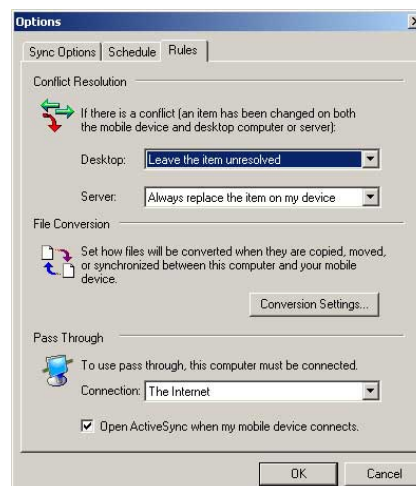 Options
Sync Options Schedule Rules
Conflict Resolution
If there is a conflict (an item has been changed on both
the mobile device and desktop computer or server):
Desktop: Leave the item unresolved
Server: Always replace the item on my device
File Conversion
Set how files will be converted when they are copied, moved,
or synchronized between this computer and your mobile
device.
Conversion Settings...
Pass Through
To use pass through, this computer must be connected.
Connection: The Internet
Open ActiveSync when my mobile device connects.
OK Cancel